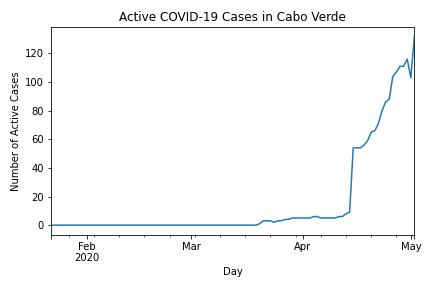 Active COVID-19 Cases in Cabo Verde
Number of Active Cases
120
100
80
60
40
20
0
Feb
2020
Mar
Apr
May
Day